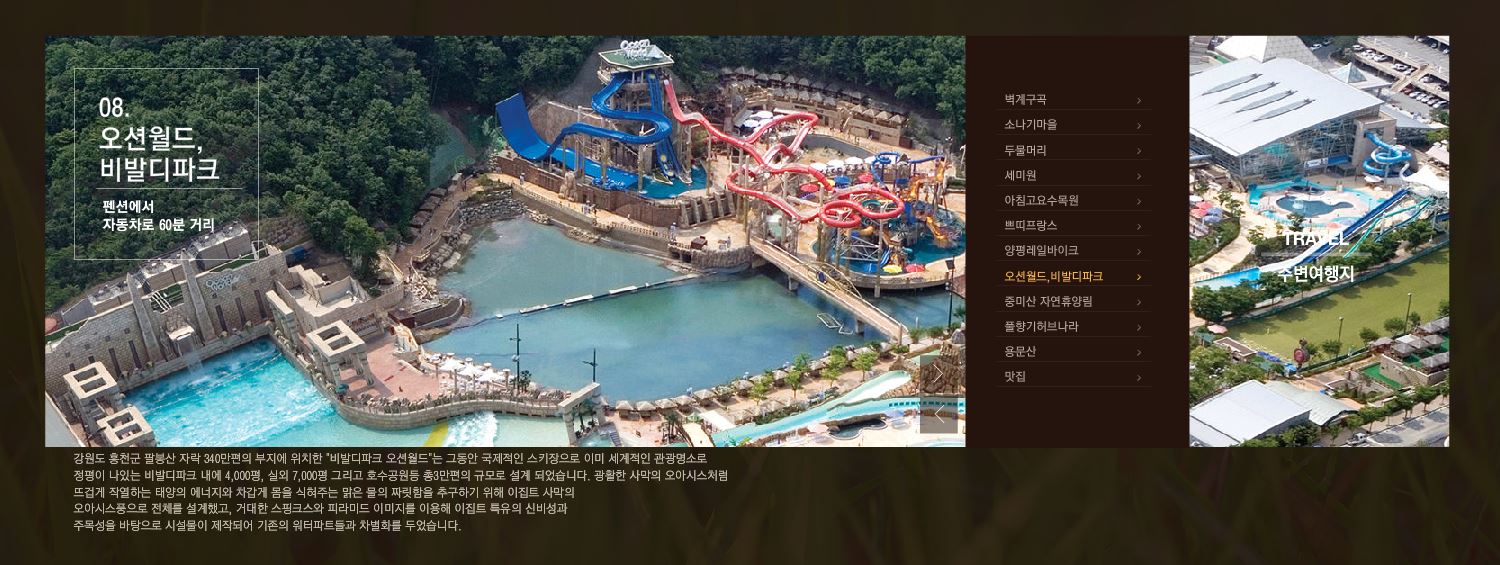 08.
오션월드,
비발디파크
펜션에서
자동차로 60분 거리
Ocean
World
벽계구곡
소나기마을
두물머리
세미원
아침고요수목원
쁘띠프랑스
양평레일바이크
오션월드,비발디파크
중미산 자연휴양림
풀향기허브나라
용문산
맛집
TRAVEL
주변여행지
강원도 홍천군 팔봉산 자락 340만편의 부지에 위치한 "비발디파크 오션월드"는 그동안 국제적인 스키장으로 이미 세계적인 관광명소로
정평이 나있는 비발디파크 내에 4,000평, 실외 7,000평 그리고 호수공원등 총3만편의 규모로 설계 되었습니다. 광활한 사막의 오아시스처럼
뜨겁게 작열하는 태양의 에너지와 차갑게 몸을 식혀주는 맑은 물의 짜릿함을 추구하기 위해 이집트 사막의
오아시스풍으로 전체를 설계했고, 거대한 스핑크스와 피라미드 이미지를 이용해 이집트 특유의 신비성과
주목성을 바탕으로 시설물이 제작되어 기존의 워터파트들과 차별화를 두었습니다.